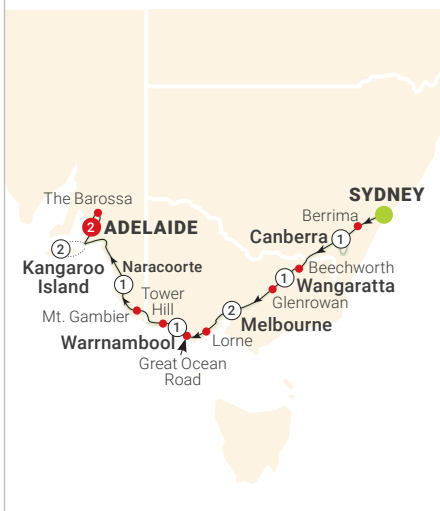 The Barossa
SYDNEY
Berrima
2
ADELAIDE
Canberra
1
2
Kangaroo
Island
Naracoorte
Beechworth
1
Wangaratta
1
Glenrowan
Tower
Hill
2
Mt. Gambier
Melbourne
1
Warrnambool
Lorne
Great Ocean
Road